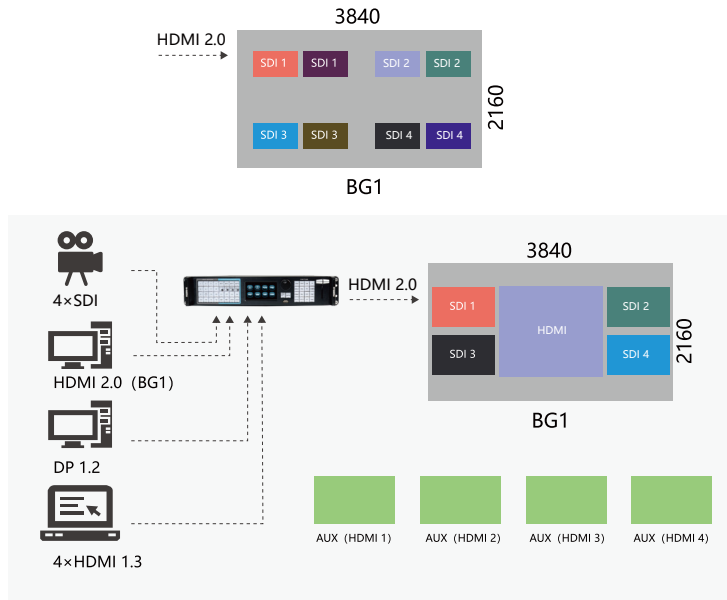 3840
HDMI 2.0
SDI 1 SDI 1 SDI 2 SDI 2
2160
SDI 3 SDI 3 SDI 4 SDI 4
BG1
4×SDI
HDMI 2.0（BG1）
DP 1.2
4×HDMI 1.3
HDMI 2.0
3840
SDI 1
HDMI
SDI 2
SDI 3
SDI 4
2160
BG1
AUX（HDMI 1）
AUX（HDMI 2）
AUX（HDMI 3）
AUX（HDMI 4）